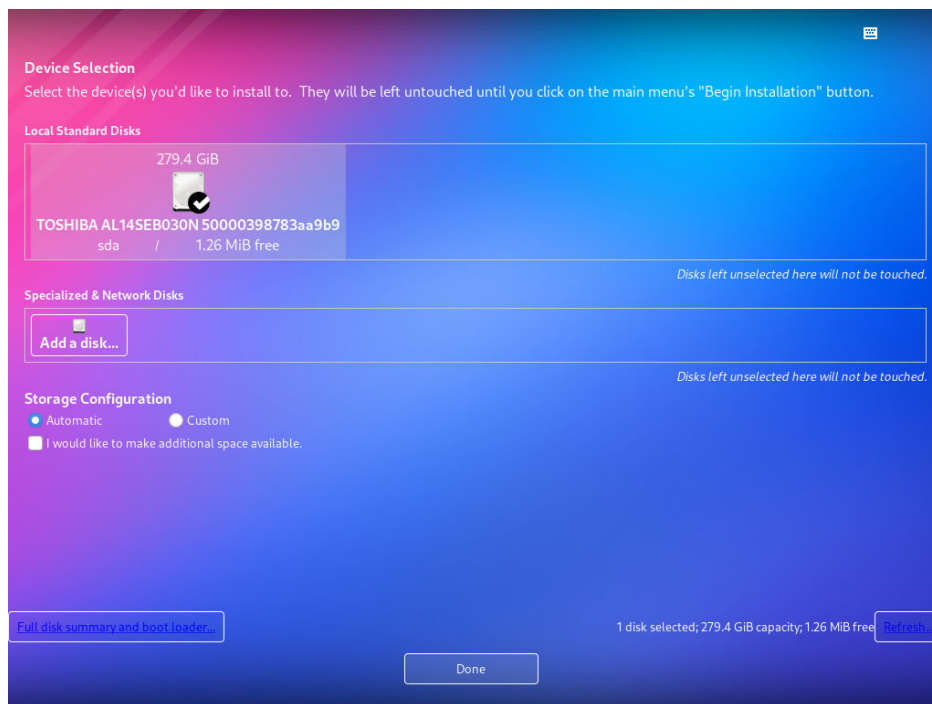 Device Selection
Select the device(s) you'd like to install to.  They will be left untouched until you click on the main menu's "Begin Installation" button.
Local Standard Disks
279.4 GiB
TOSHIBA AL14SEB030N 50000398783aa9b9
sda / 1.26 MiB free
Disks left unselected here will not be touched.
Specialized & Network Disks
Add a disk...
Disks left unselected here will not be touched.
Storage Configuration
Automatic Custom
I would like to make additional space available.
Full disk summary and boot loader... 1 disk selected; 279.4 GiB capacity; 1.26 MiB free Refresh...
Done